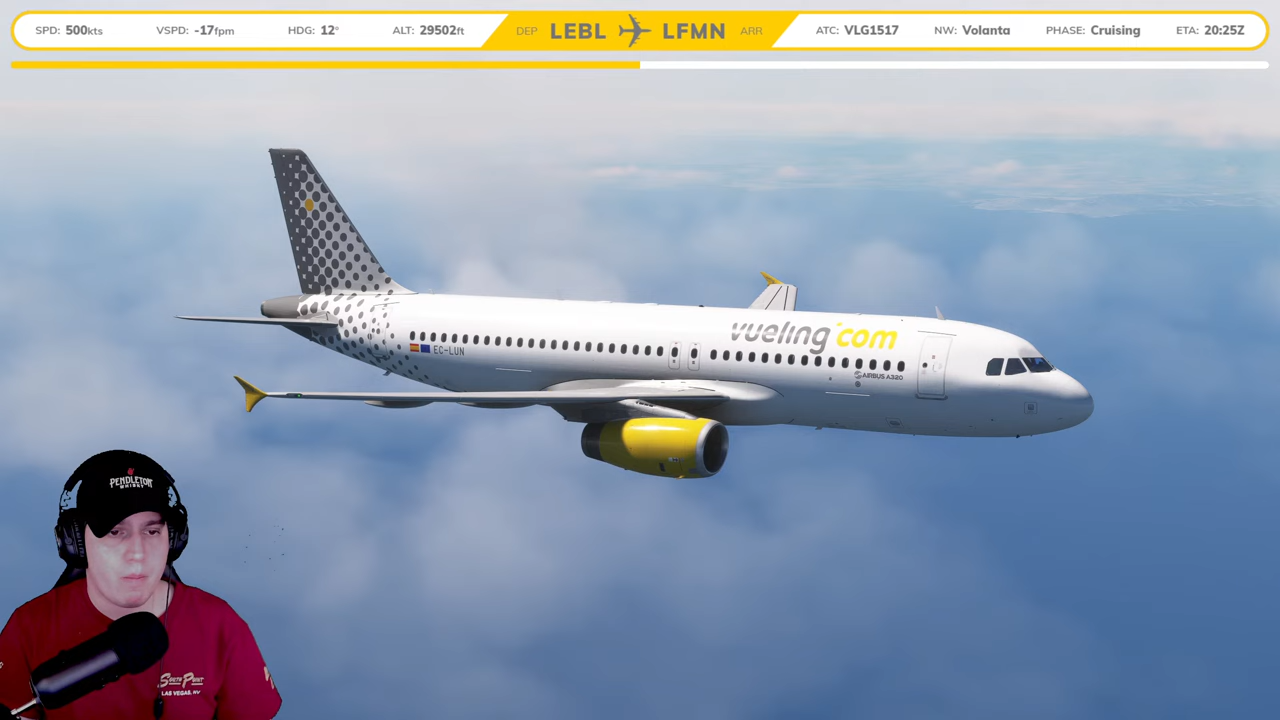 SPD: 500kts VSPD: -17fpm HDG: 12° ALT: 29502ft DEP LEBL LFMN ARR ATC: VLG1517 NW: Volanta PHASE: Cruising ETA: 20:25Z
vueling.com
EC-LUN
AIRBUS A320
PENDLETON
WHISKY
South Point
LAS VEGAS, NV